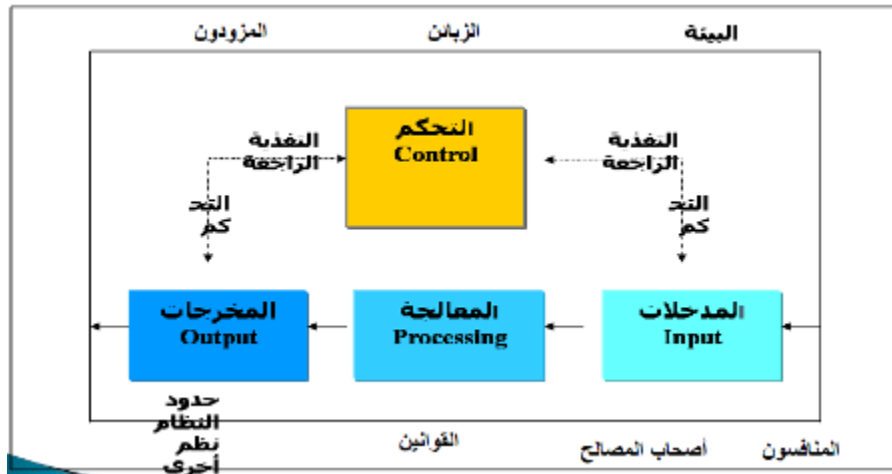 البيئة
الزبائن
المزودون
التحكم
Control
التغذية
الراجعة
التغذية
الراجعة
التح
كم
التح
كم
المدخلات
Input
المعالجة
Processing
المخرجات
Output
المنافسون
أصحاب المصالح
القوانين
حدود
النظام
نظم
أخرى